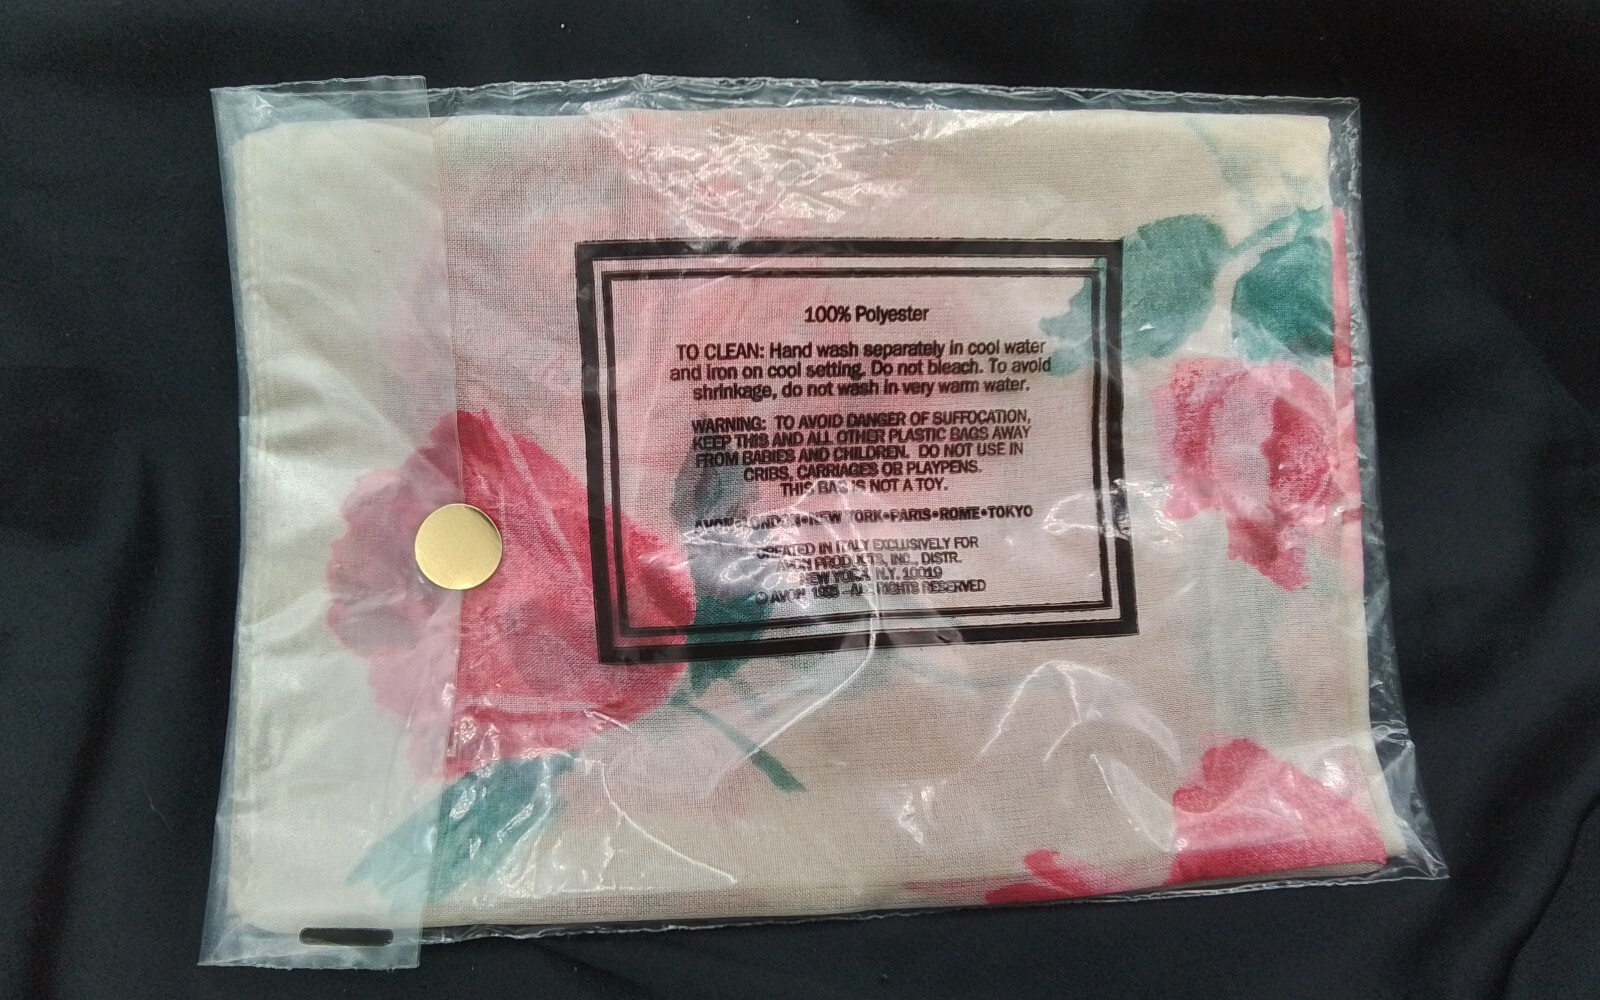 100% Polyester
TO CLEAN: Hand wash separately in cool water
and iron on cool setting. Do not bleach. To avoid
shrinkage, do not wash in very warm water.
WARNING: TO AVOID DANGER OF SUFFOCATION,
KEEP THIS AND ALL OTHER PLASTIC BAGS AWAY
FROM BABIES AND CHILDREN. DO NOT USE IN
CRIBS, CARRIAGES OR PLAYPENS.
THIS BAG IS NOT A TOY.
AVON•LONDON•NEW YORK•PARIS•ROME•TOKYO
CREATED IN ITALY EXCLUSIVELY FOR
AVON PRODUCTS, INC., DISTR.
NEW YORK, N.Y. 10019
© AVON ALL RIGHTS RESERVED